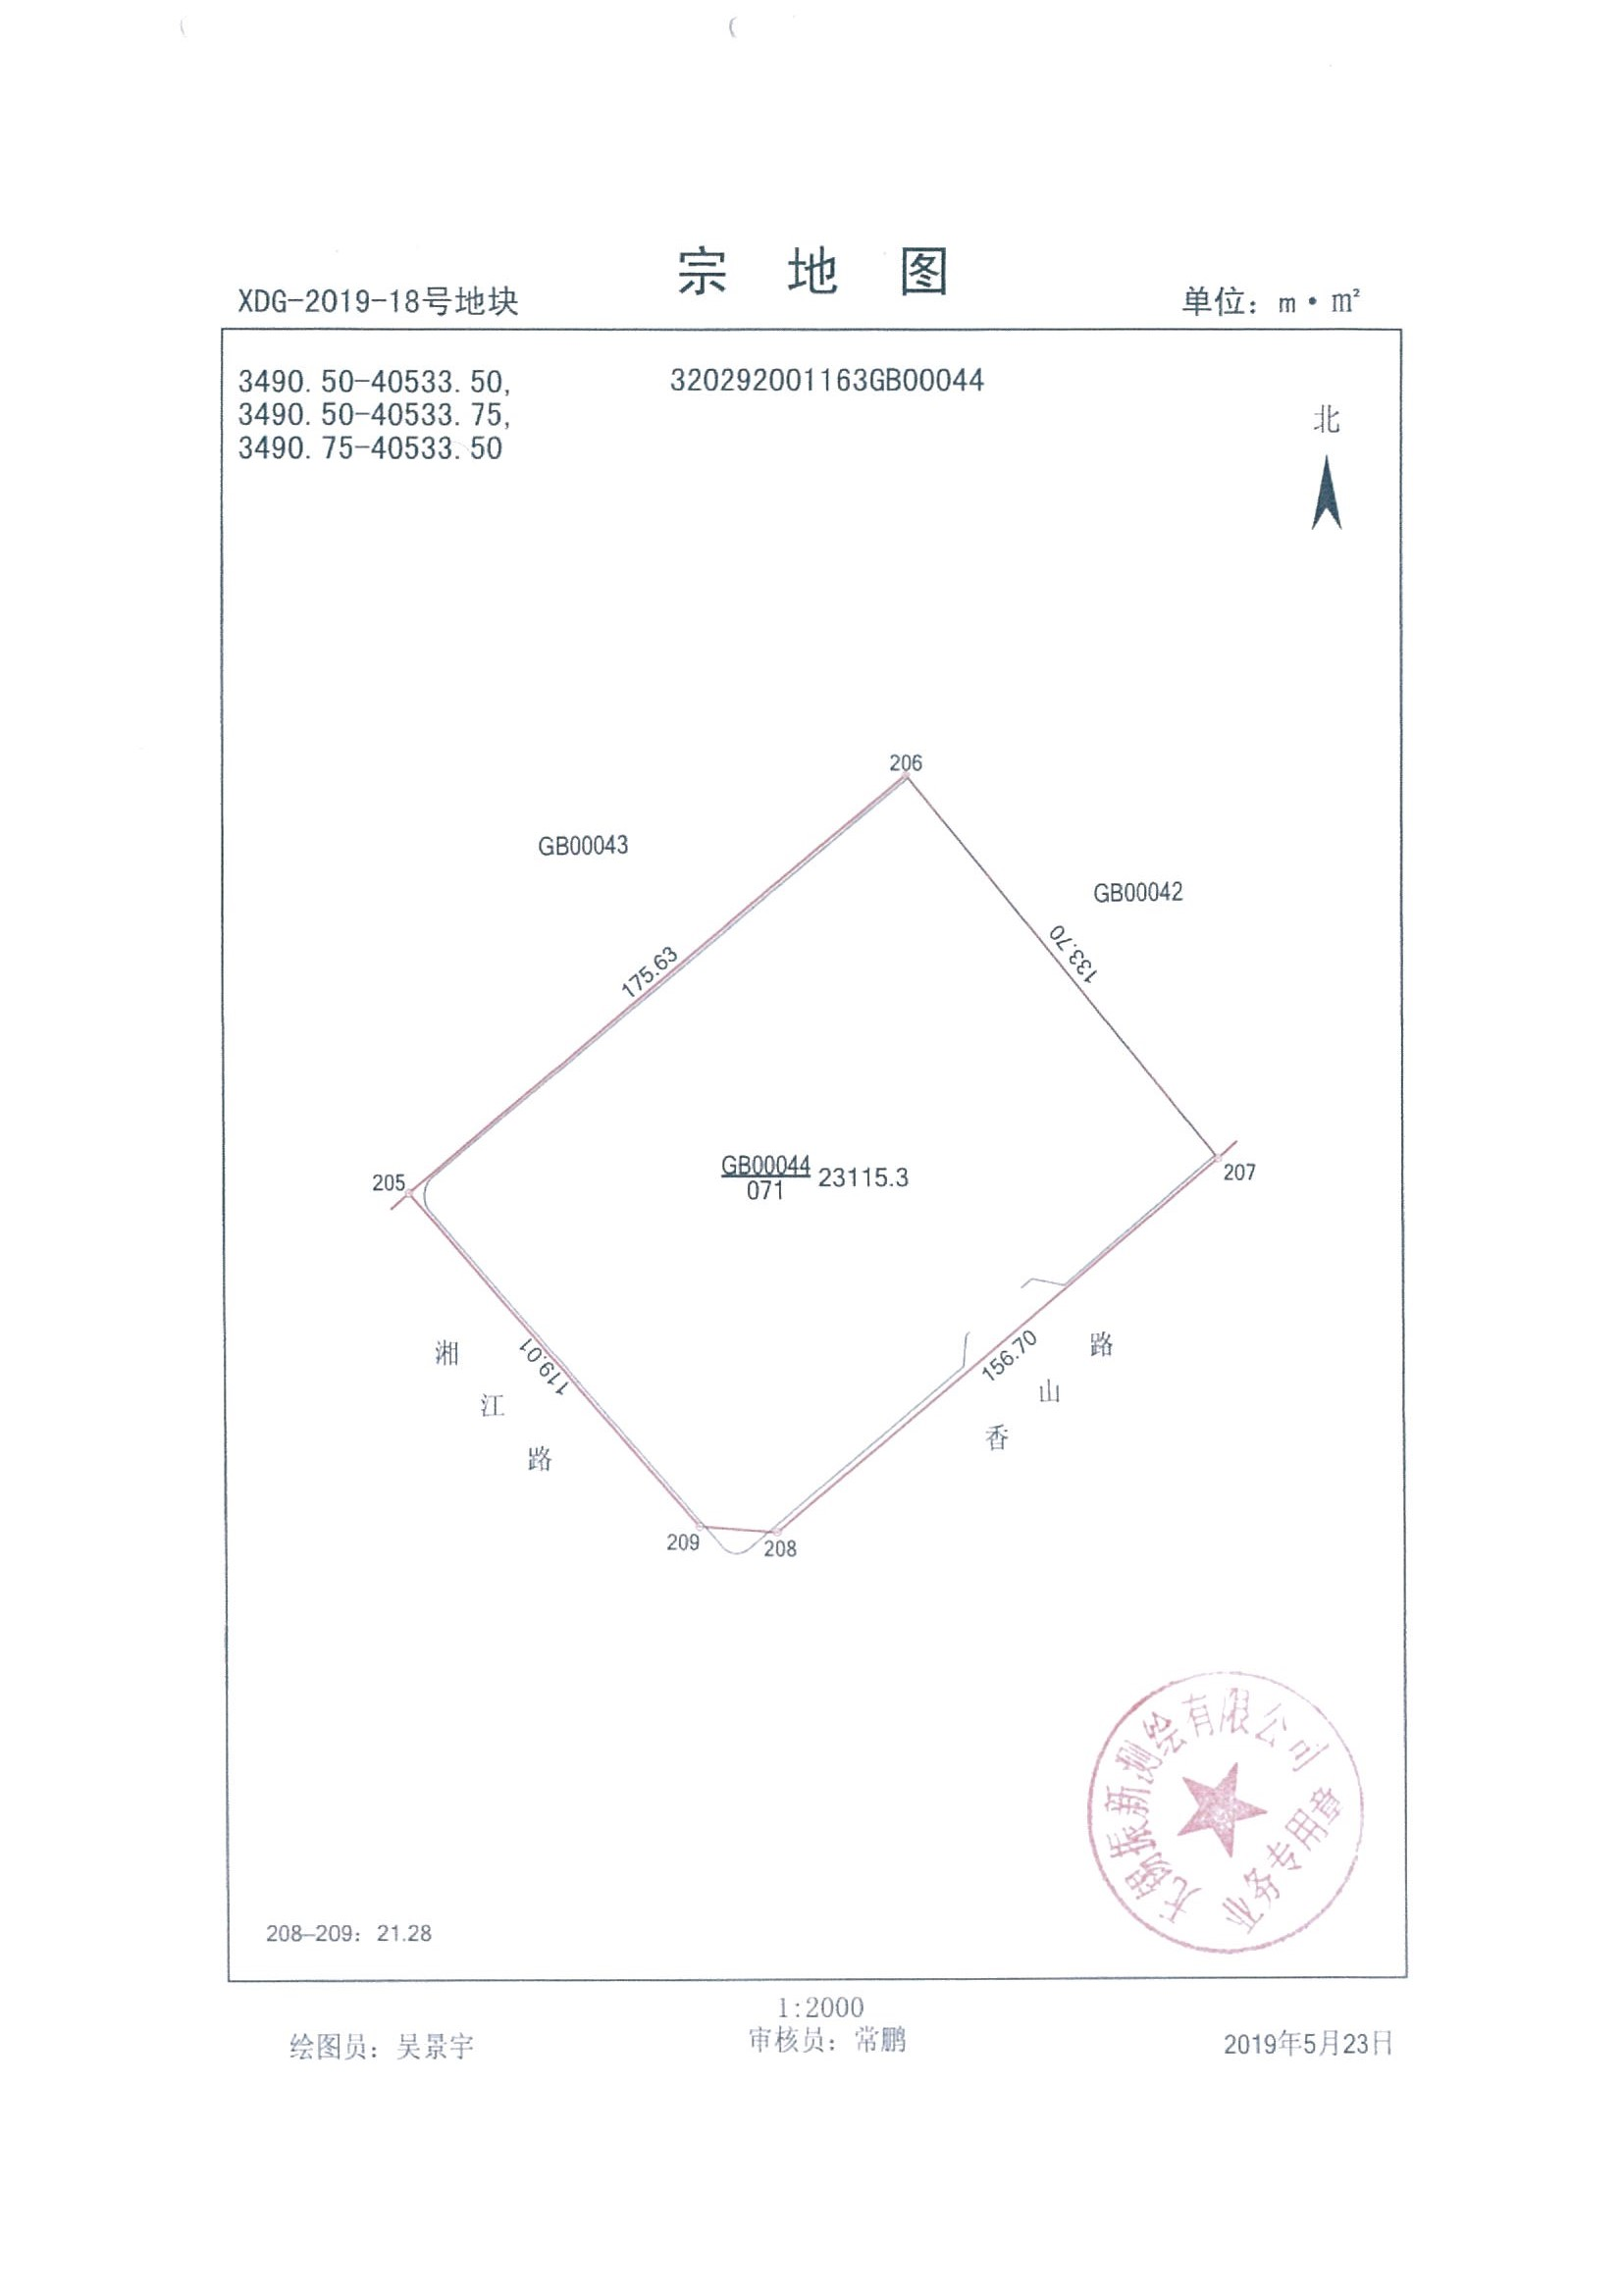 宗 地 图
XDG-2019-18号地块
单位：m·m²
3490.50-40533.50,
3490.50-40533.75,
3490.75-40533.50
320292001163GB00044
北
206
GB00043
GB00042
133.70
175.63
205
GB00044
071
23115.3
207
119.01
156.70
湘江路
香山路
209
208
无锡振新测绘有限公司
业务专用章
208-209：21.28
1:2000
绘图员：吴景宇
审核员：常鹏
2019年5月23日